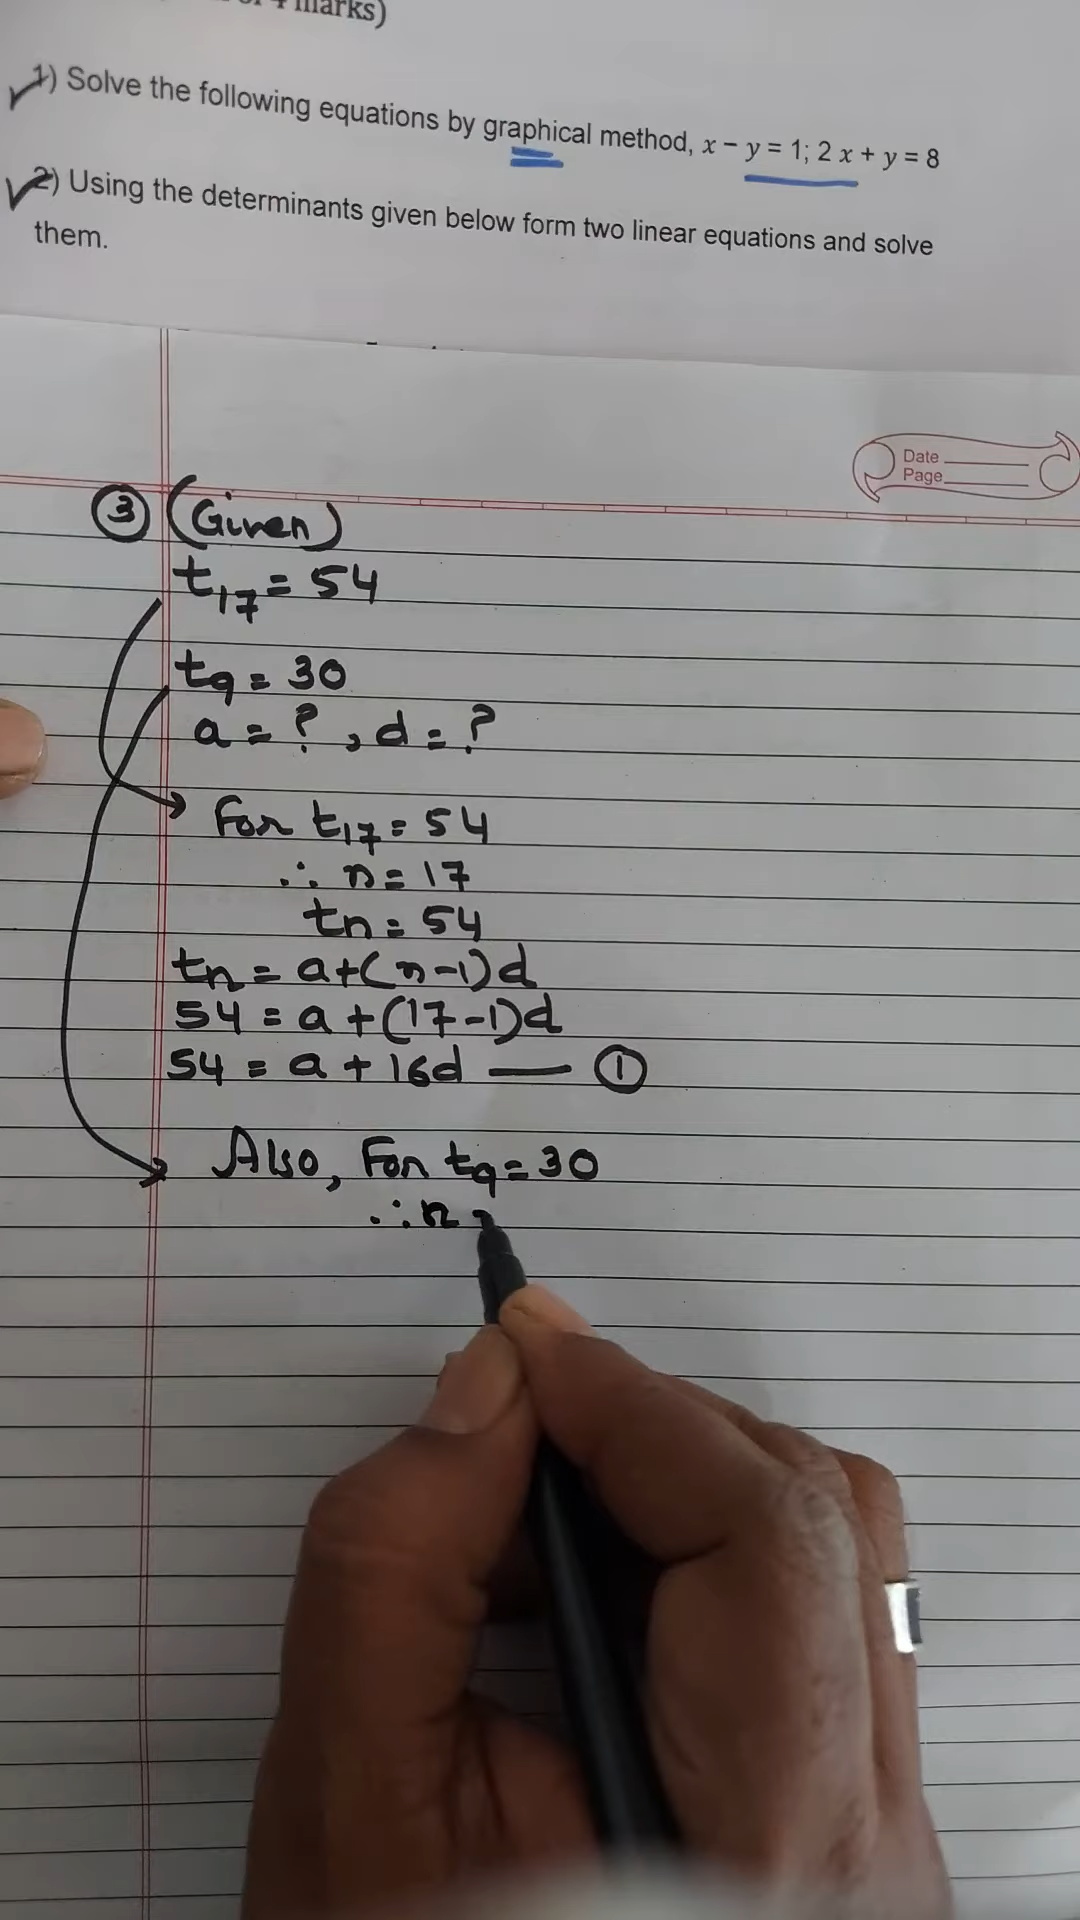 marks)
1) Solve the following equations by graphical method, x − y = 1; 2 x + y = 8
2) Using the determinants given below form two linear equations and solve
them.
Date
Page
③ (Given)
t₁₇ = 54
t₉ = 30
a = ? , d = ?
For t₁₇ = 54
∴ n = 17
tn = 54
tn = a+(n-1)d
54 = a + (17-1)d
54 = a + 16d — ①
Also, For t₉ = 30
∴ n